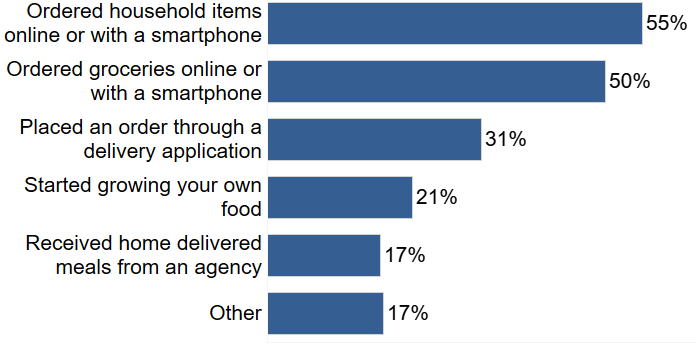 Ordered household items
online or with a smartphone
55%
Ordered groceries online or
with a smartphone
50%
Placed an order through a
delivery application
31%
Started growing your own
food
21%
Received home delivered
meals from an agency
17%
Other
17%